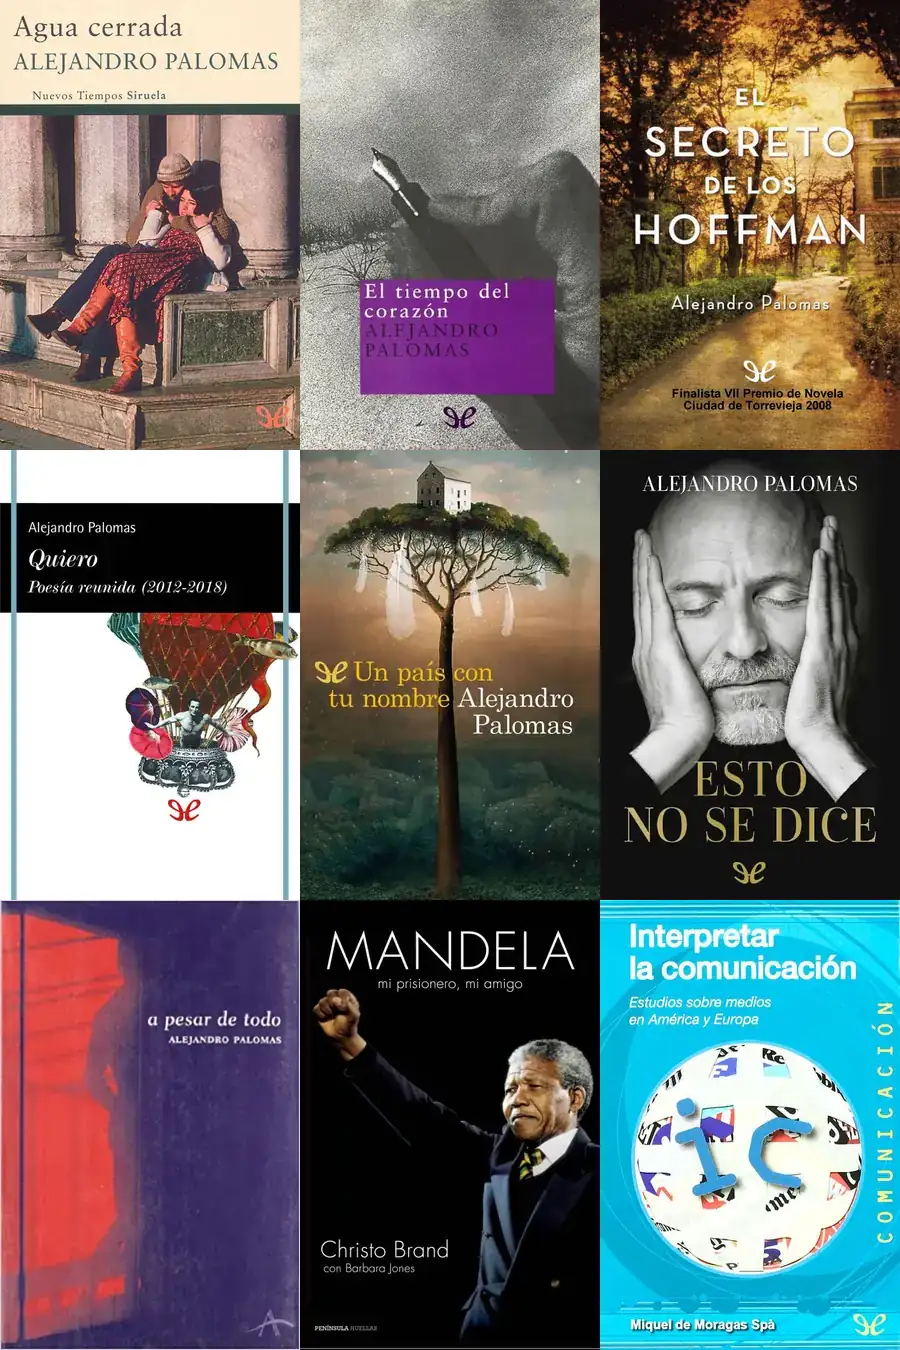 Agua cerrada
ALEJANDRO PALOMAS
Nuevos Tiempos Siruela
El tiempo del
corazón
ALEJANDRO
PALOMAS
EL
SECRETO
DE LOS
HOFFMAN
Alejandro Palomas
Finalista VII Premio de Novela
Ciudad de Torrevieja 2008
Alejandro Palomas
Quiero
Poesía reunida (2012-2018)
Un país con
tu nombre Alejandro
Palomas
ALEJANDRO PALOMAS
ESTO
NO SE DICE
a pesar de todo
ALEJANDRO PALOMAS
MANDELA
mi prisionero, mi amigo
Christo Brand
con Barbara Jones
PENÍNSULA HUELLAS
Interpretar
la comunicación
Estudios sobre medios
en América y Europa
COMUNICACIÓN
ic
Miquel de Moragas Spà